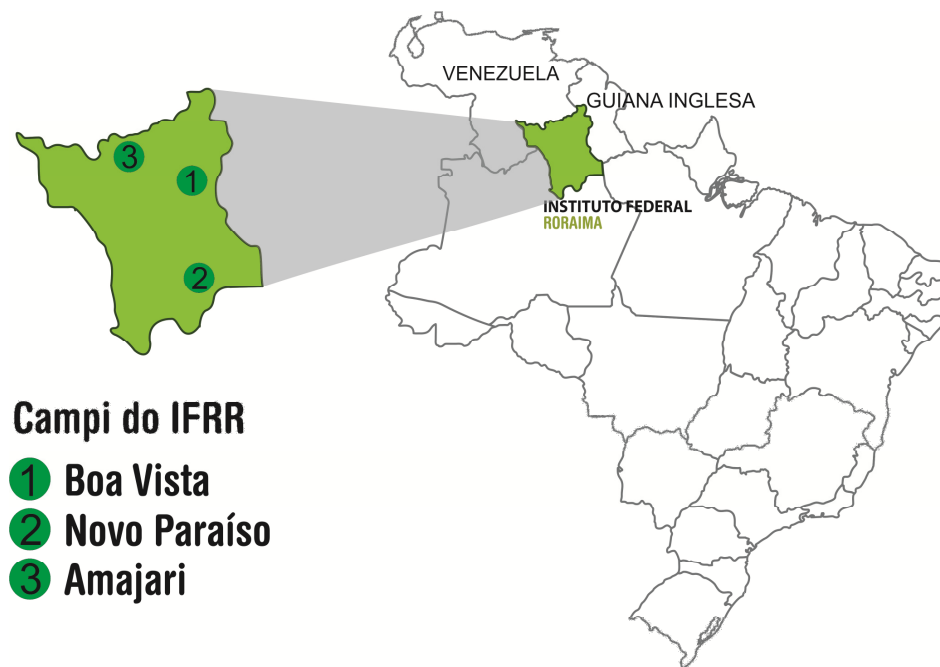 VENEZUELA
GUIANA INGLESA
INSTITUTO FEDERAL
RORAIMA
3
1
2
Campi do IFRR
1 Boa Vista
2 Novo Paraíso
3 Amajari